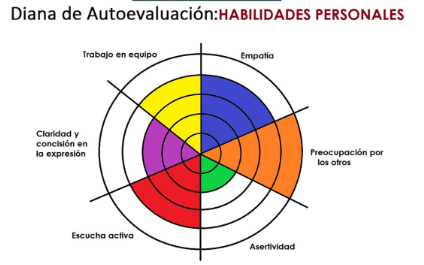 Diana de Autoevaluación:HABILIDADES PERSONALES
Trabajo en equipo
Empatía
Claridad y
concisión en
la expresión
Preocupación por
los otros
Escucha activa
Asertividad